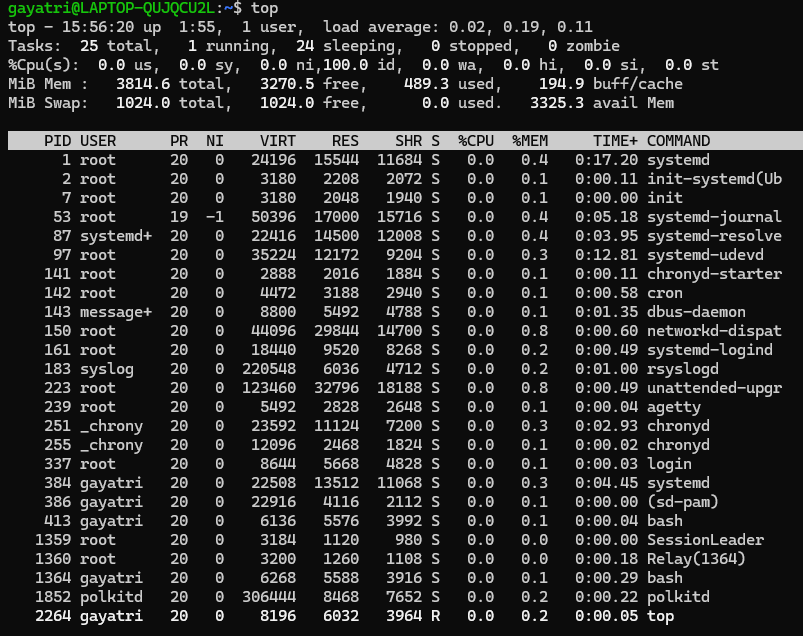 gayatri@LAPTOP-QUJQCU2L:~$ top
top - 15:56:20 up  1:55,  1 user,  load average: 0.02, 0.19, 0.11
Tasks:  25 total,   1 running,  24 sleeping,   0 stopped,   0 zombie
%Cpu(s):  0.0 us,  0.0 sy,  0.0 ni,100.0 id,  0.0 wa,  0.0 hi,  0.0 si,  0.0 st
MiB Mem :   3814.6 total,   3270.5 free,    489.3 used,    194.9 buff/cache
MiB Swap:   1024.0 total,   1024.0 free,      0.0 used.   3325.3 avail Mem
    PID USER      PR  NI    VIRT    RES    SHR S  %CPU  %MEM     TIME+ COMMAND
      1 root      20   0   24196  15544  11684 S   0.0   0.4   0:17.20 systemd
      2 root      20   0    3180   2208   2072 S   0.0   0.1   0:00.11 init-systemd(Ub
      7 root      20   0    3180   2048   1940 S   0.0   0.1   0:00.00 init
     53 root      19  -1   50396  17000  15716 S   0.0   0.4   0:05.18 systemd-journal
     87 systemd+  20   0   22416  14500  12008 S   0.0   0.4   0:03.95 systemd-resolve
     97 root      20   0   35224  12172   9204 S   0.0   0.3   0:12.81 systemd-udevd
    141 root      20   0    2888   2016   1884 S   0.0   0.1   0:00.11 chronyd-starter
    142 root      20   0    4472   3188   2940 S   0.0   0.1   0:00.58 cron
    143 message+  20   0    8800   5492   4788 S   0.0   0.1   0:01.35 dbus-daemon
    150 root      20   0   44096  29844  14700 S   0.0   0.8   0:00.60 networkd-dispat
    161 root      20   0   18440   9520   8268 S   0.0   0.2   0:00.49 systemd-logind
    183 syslog    20   0  220548   6036   4712 S   0.0   0.2   0:01.00 rsyslogd
    223 root      20   0  123460  32796  18188 S   0.0   0.8   0:00.49 unattended-upgr
    239 root      20   0    5492   2828   2648 S   0.0   0.1   0:00.04 agetty
    251 _chrony   20   0   23592  11124   7200 S   0.0   0.3   0:02.93 chronyd
    255 _chrony   20   0   12096   2468   1824 S   0.0   0.1   0:00.02 chronyd
    337 root      20   0    8644   5668   4828 S   0.0   0.1   0:00.03 login
    384 gayatri   20   0   22508  13512  11068 S   0.0   0.3   0:04.45 systemd
    386 gayatri   20   0   22916   4116   2112 S   0.0   0.1   0:00.00 (sd-pam)
    413 gayatri   20   0    6136   5576   3992 S   0.0   0.1   0:00.04 bash
   1359 root      20   0    3184   1120    980 S   0.0   0.0   0:00.00 SessionLeader
   1360 root      20   0    3200   1260   1108 S   0.0   0.0   0:00.18 Relay(1364)
   1364 gayatri   20   0    6268   5588   3916 S   0.0   0.1   0:00.29 bash
   1852 polkitd   20   0  306444   8468   7652 S   0.0   0.2   0:00.22 polkitd
   2264 gayatri   20   0    8196   6032   3964 R   0.0   0.2   0:00.05 top